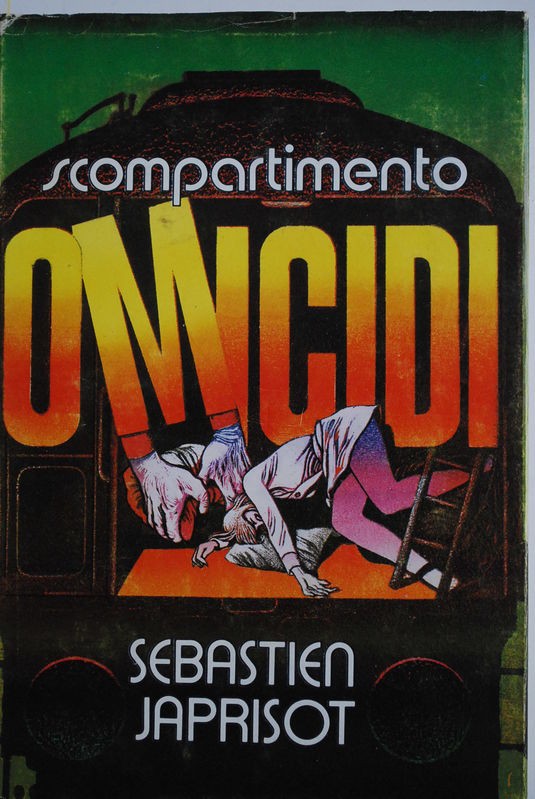 scompartimento
OMICIDI
SEBASTIEN
JAPRISOT